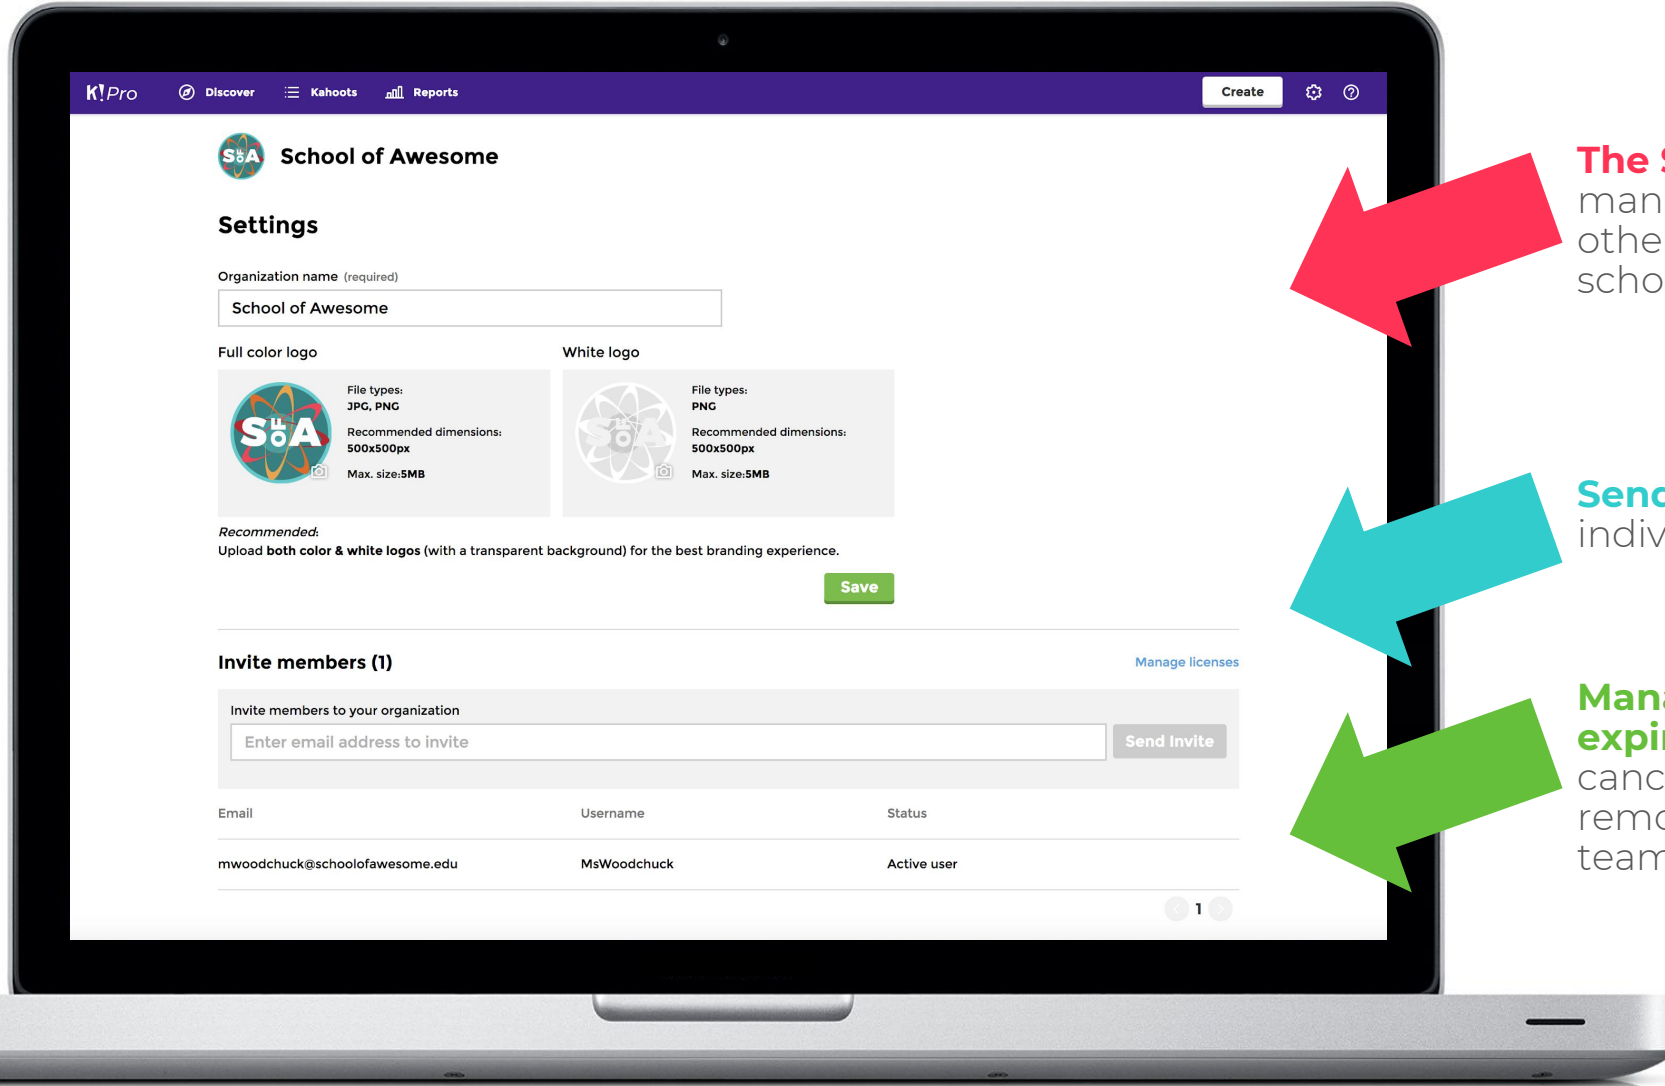 K! Pro
Discover
Kahoots
Reports
Create
School of Awesome
Settings
Organization name (required)
School of Awesome
Full color logo
White logo
SOFA
File types:
JPG, PNG
Recommended dimensions:
500x500px
Max. size:5MB
SOFA
File types:
PNG
Recommended dimensions:
500x500px
Max. size:5MB
Recommended:
Upload both color & white logos (with a transparent background) for the best branding experience.
Save
Invite members (1)
Manage licenses
Invite members to your organization
Enter email address to invite
Send Invite
Email
Username
Status
mwoodchuck@schoolofawesome.edu
MsWoodchuck
Active user
1
The